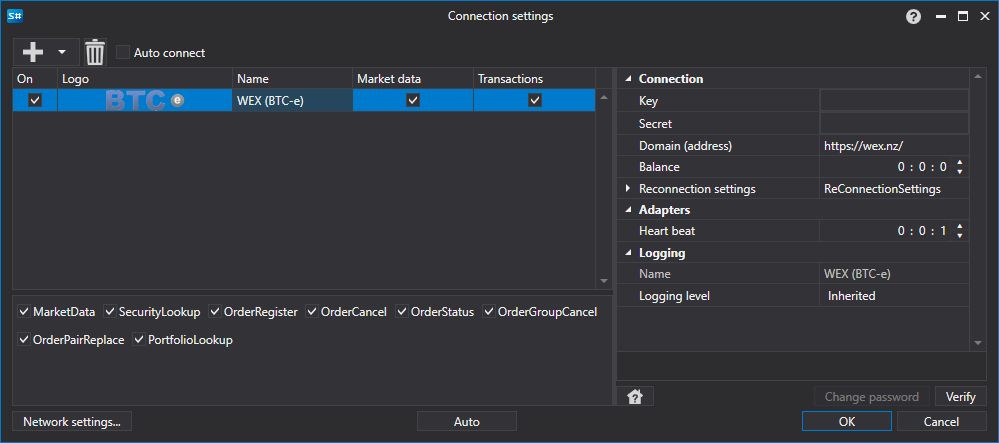 S#
Connection settings
Auto connect
On Logo Name Market data Transactions
BTC e WEX (BTC-e)
MarketData SecurityLookup OrderRegister OrderCancel OrderStatus OrderGroupCancel
OrderPairReplace PortfolioLookup
Connection
Key
Secret
Domain (address) https://wex.nz/
Balance 0 : 0 : 0
Reconnection settings ReConnectionSettings
Adapters
Heart beat 0 : 0 : 1
Logging
Name WEX (BTC-e)
Logging level Inherited
?
Change password Verify
Network settings... Auto OK Cancel